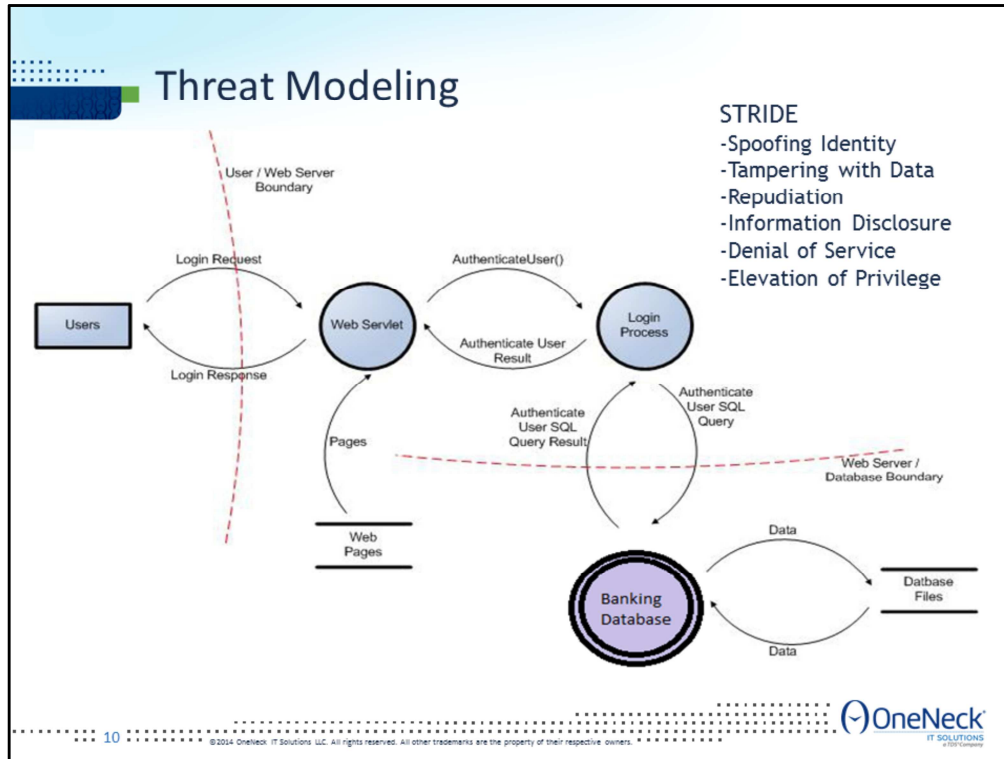 Threat Modeling
STRIDE
-Spoofing Identity
-Tampering with Data
-Repudiation
-Information Disclosure
-Denial of Service
-Elevation of Privilege
User / Web Server
Boundary
Login Request
AuthenticateUser()
Users
Web Servlet
Login
Process
Authenticate User
Result
Login Response
Authenticate
User SQL
Query Result
Authenticate
User SQL
Query
Pages
Web Server /
Database Boundary
Web
Pages
Data
Banking
Database
Datbase
Files
Data
10
©2014 OneNeck IT Solutions LLC. All rights reserved. All other trademarks are the property of their respective owners.
OneNeck®
IT SOLUTIONS
a TDS® Company